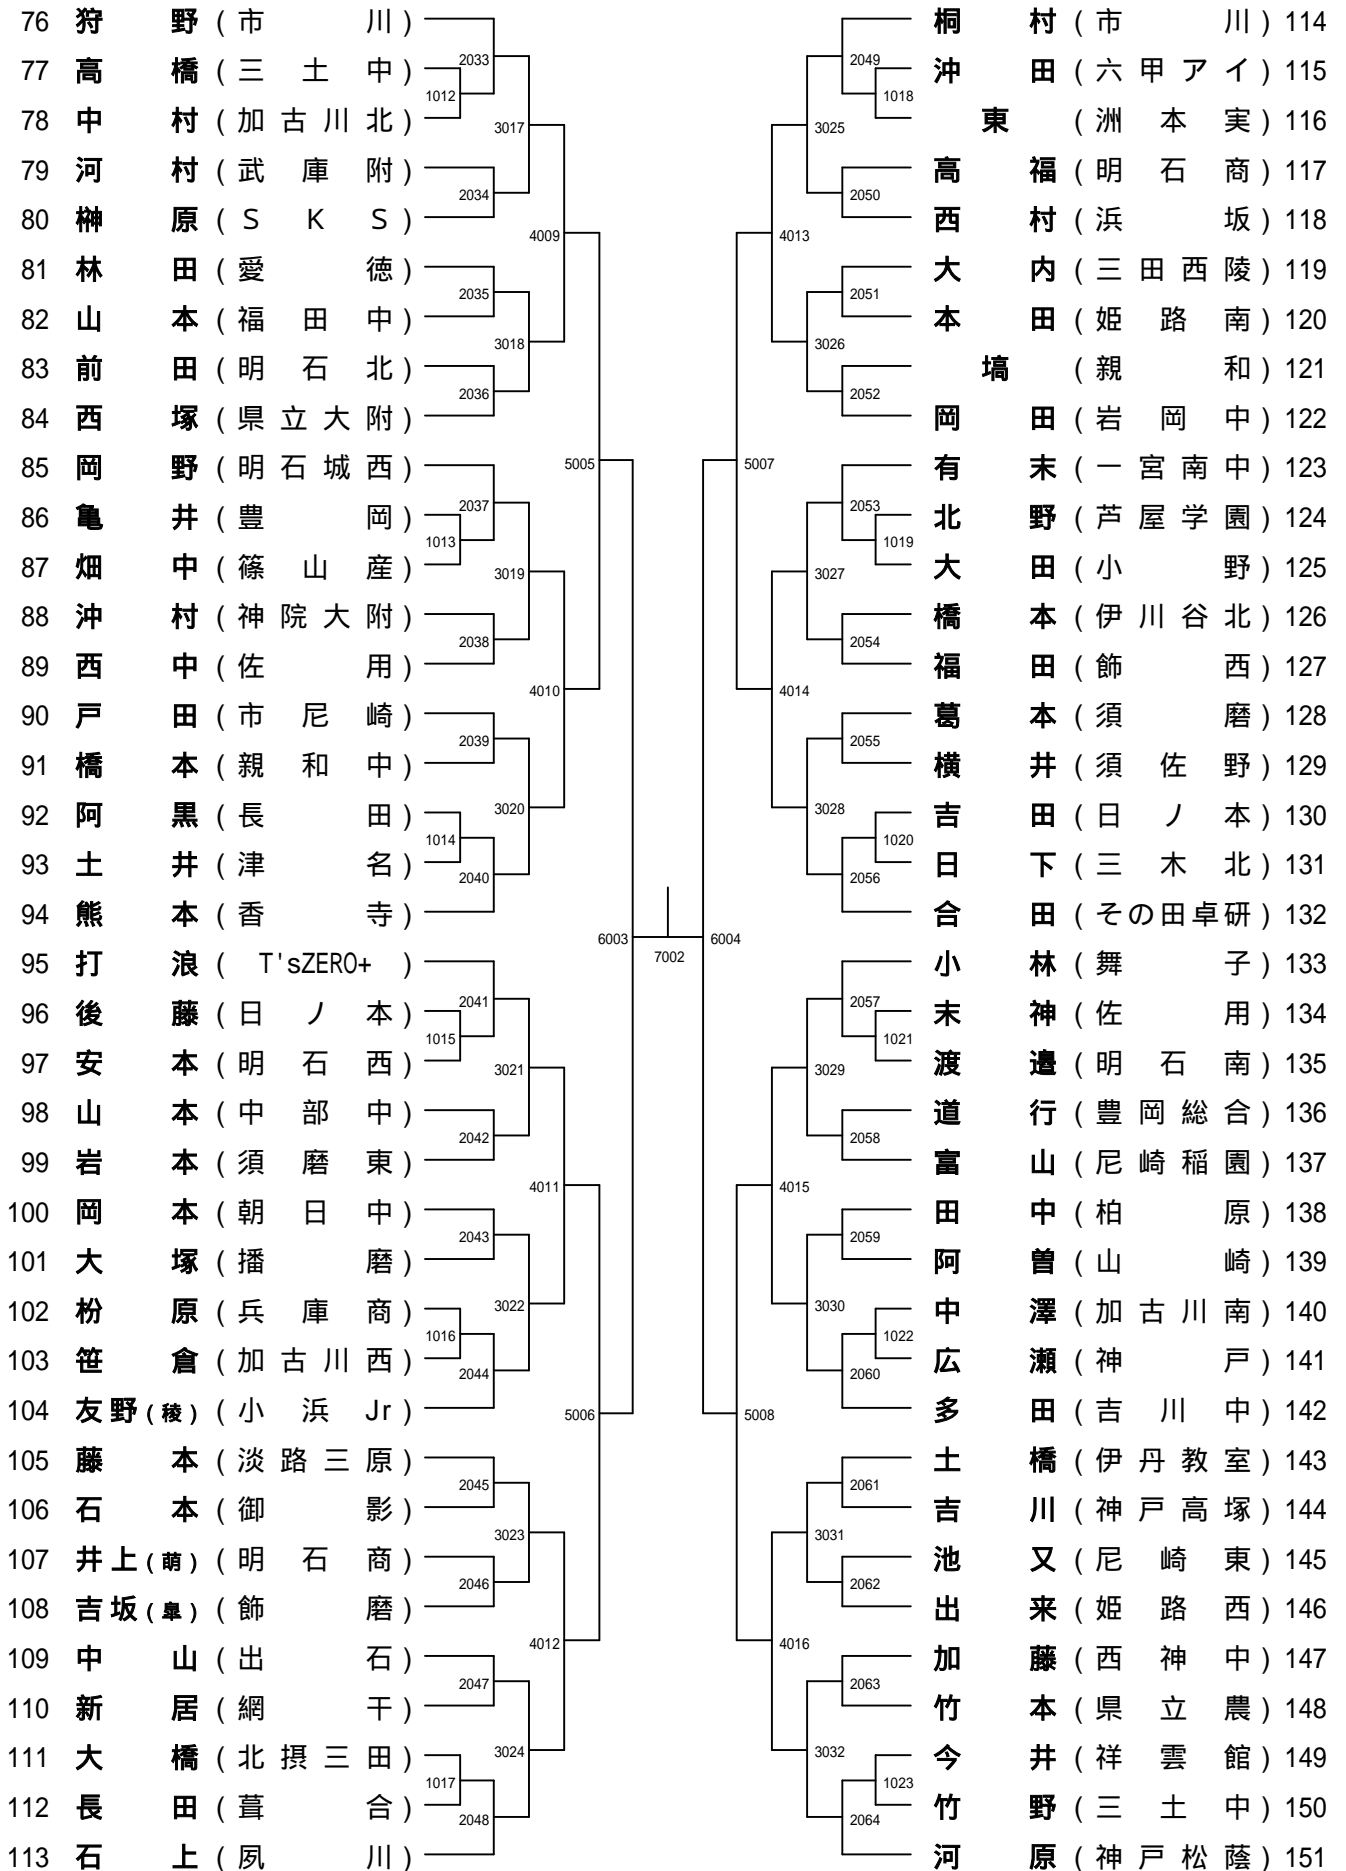 76 狩野 (市川)
77 高橋 (三土中)
78 中村 (加古川北)
79 河村 (武庫附)
80 榊原 (SKS)
81 林田 (愛徳)
82 山本 (福田中)
83 前田 (明石北)
84 西塚 (県立大附)
85 岡野 (明石城西)
86 亀井 (豊岡)
87 畑中 (篠山産)
88 沖村 (神院大附)
89 西中 (佐用)
90 戸田 (市尼崎)
91 橋本 (親和中)
92 阿黒 (長田)
93 土井 (津名)
94 熊本 (香寺)
95 打浪 (T'sZERO+)
96 後藤 (日ノ本)
97 安本 (明石西)
98 山本 (中部中)
99 岩本 (須磨東)
100 岡本 (朝日中)
101 大塚 (播磨)
102 枌原 (兵庫商)
103 笹倉 (加古川西)
104 友野(稜) (小浜Jr)
105 藤本 (淡路三原)
106 石本 (御影)
107 井上(萌) (明石商)
108 吉坂(皐) (飾磨)
109 中山 (出石)
110 新居 (網干)
111 大橋 (北摂三田)
112 長田 (葺合)
113 石上 (夙川)
2033
1012
3017
2034
4009
2035
3018
2036
5005
2037
1013
3019
2038
4010
2039
3020
1014
2040
6003
2041
1015
3021
2042
4011
2043
3022
1016
2044
5006
2045
3023
2046
4012
2047
3024
1017
2048
7002
2049
1018
3025
2050
4013
2051
3026
2052
5007
2053
1019
3027
2054
4014
2055
3028
1020
2056
6004
2057
1021
3029
2058
4015
2059
3030
1022
2060
5008
2061
3031
2062
4016
2063
3032
1023
2064
桐村 (市川) 114
沖田 (六甲アイ) 115
東 (洲本実) 116
高福 (明石商) 117
西村 (浜坂) 118
大内 (三田西陵) 119
本田 (姫路南) 120
塙 (親和) 121
岡田 (岩岡中) 122
有末 (一宮南中) 123
北野 (芦屋学園) 124
大田 (小野) 125
橋本 (伊川谷北) 126
福田 (飾西) 127
葛本 (須磨) 128
横井 (須佐野) 129
吉田 (日ノ本) 130
日下 (三木北) 131
合田 (その田卓研) 132
小林 (舞子) 133
末神 (佐用) 134
渡邉 (明石南) 135
道行 (豊岡総合) 136
富山 (尼崎稲園) 137
田中 (柏原) 138
阿曽 (山崎) 139
中澤 (加古川南) 140
広瀬 (神戸) 141
多田 (吉川中) 142
土橋 (伊丹教室) 143
吉川 (神戸高塚) 144
池又 (尼崎東) 145
出来 (姫路西) 146
加藤 (西神中) 147
竹本 (県立農) 148
今井 (祥雲館) 149
竹野 (三土中) 150
河原 (神戸松蔭) 151